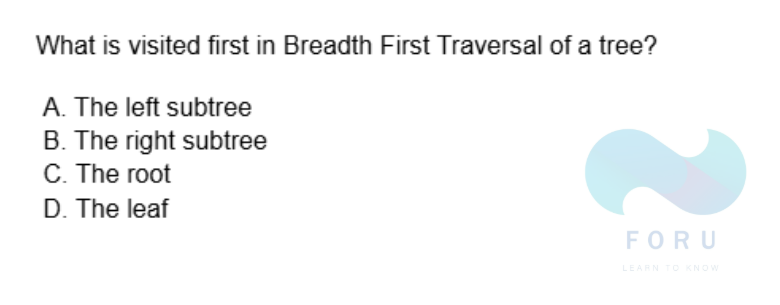 What is visited first in Breadth First Traversal of a tree?
A. The left subtree
B. The right subtree
C. The root
D. The leaf
FORU
LEARN TO KNOW